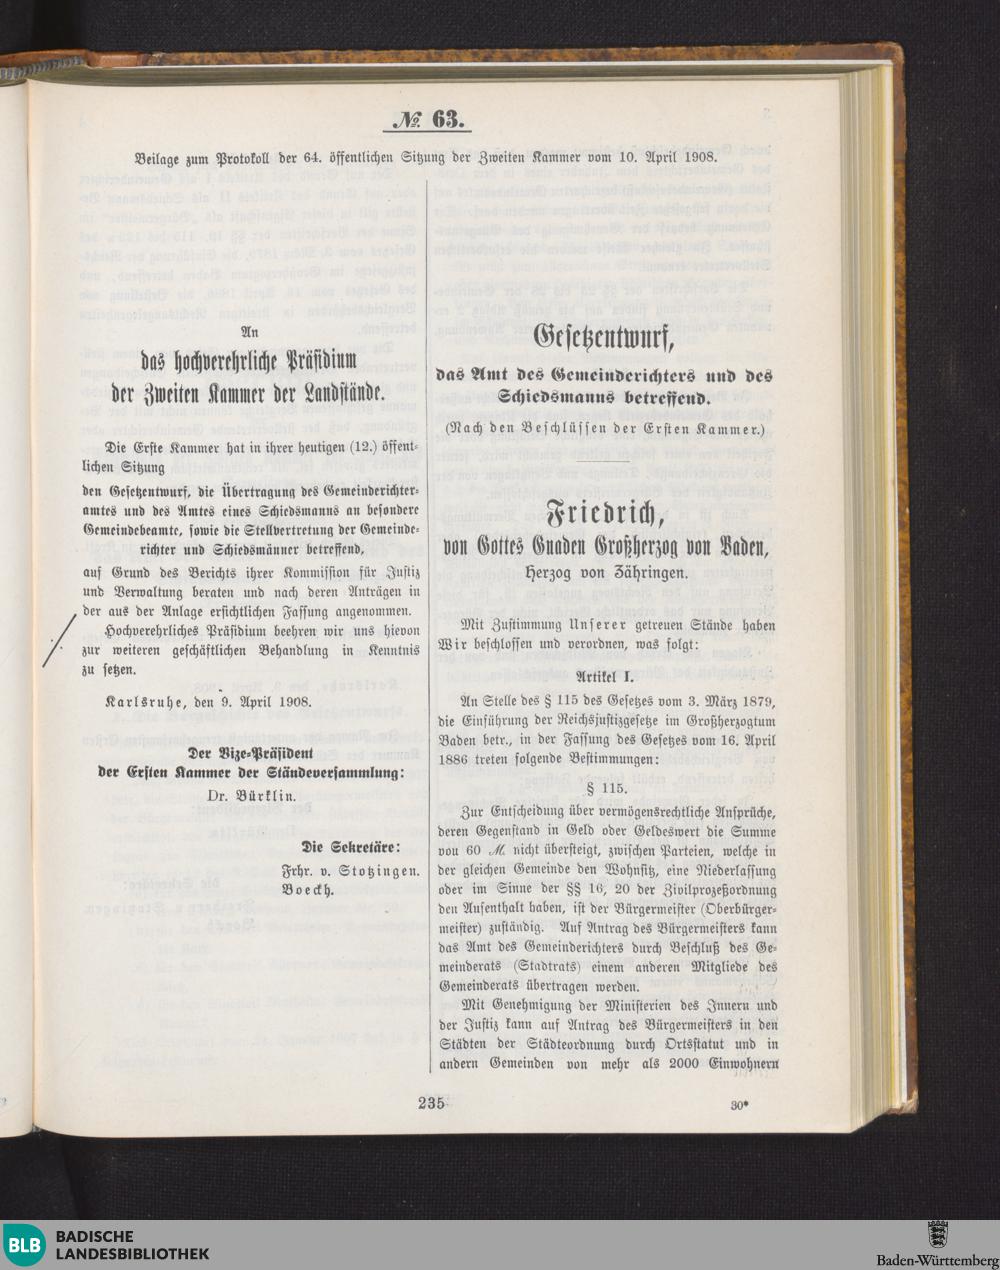 № 63.
Beilage zum Protokoll der 64. öffentlichen Sitzung der Zweiten Kammer vom 10. April 1908.
An
das hochverehrliche Präsidium
der Zweiten Kammer der Landstände.
Die Erste Kammer hat in ihrer heutigen (12.) öffent-
lichen Sitzung
den Gesetzentwurf, die Übertragung des Gemeinderichter-
amtes und des Amtes eines Schiedsmanns an besondere
Gemeindebeamte, sowie die Stellvertretung der Gemeinde-
richter und Schiedsmänner betreffend,
auf Grund des Berichts ihrer Kommission für Justiz
und Verwaltung beraten und nach deren Anträgen in
der aus der Anlage ersichtlichen Fassung angenommen.
Hochverehrliches Präsidium beehren wir uns hievon
zur weiteren geschäftlichen Behandlung in Kenntnis
zu setzen.
Karlsruhe, den 9. April 1908.
Der Vize-Präsident
der Ersten Kammer der Ständeversammlung:
Dr. Bürklin.
Die Sekretäre:
Frhr. v. Stotzingen.
Boeckh.
Gesetzentwurf,
das Amt des Gemeinderichters und des
Schiedsmanns betreffend.
(Nach den Beschlüssen der Ersten Kammer.)
Friedrich,
von Gottes Gnaden Großherzog von Baden,
Herzog von Zähringen.
Mit Zustimmung Unserer getreuen Stände haben
Wir beschlossen und verordnen, was folgt:
Artikel I.
An Stelle des § 115 des Gesetzes vom 3. März 1879,
die Einführung der Reichsjustizgesetze im Großherzogtum
Baden betr., in der Fassung des Gesetzes vom 16. April
1886 treten folgende Bestimmungen:
§ 115.
Zur Entscheidung über vermögensrechtliche Ansprüche,
deren Gegenstand in Geld oder Geldeswert die Summe
von 60 ℳ nicht übersteigt, zwischen Parteien, welche in
der gleichen Gemeinde den Wohnsitz, eine Niederlassung
oder im Sinne der §§ 16, 20 der Zivilprozeßordnung
den Aufenthalt haben, ist der Bürgermeister (Oberbürger-
meister) zuständig. Auf Antrag des Bürgermeisters kann
das Amt des Gemeinderichters durch Beschluß des Ge-
meinderats (Stadtrats) einem anderen Mitgliede des
Gemeinderats übertragen werden.
Mit Genehmigung der Ministerien des Innern und
der Justiz kann auf Antrag des Bürgermeisters in den
Städten der Städteordnung durch Ortsstatut und in
andern Gemeinden von mehr als 2000 Einwohnern
235
30*
BLB BADISCHE
LANDESBIBLIOTHEK
Baden-Württemberg